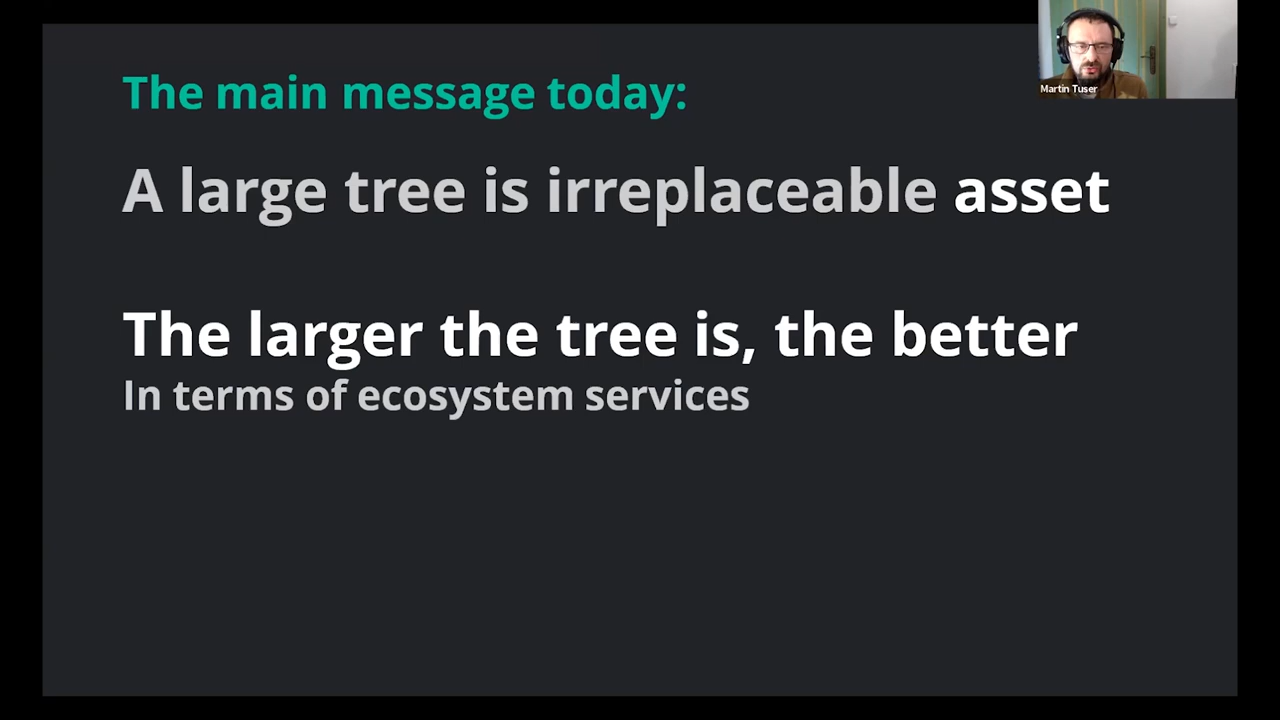 The main message today:
A large tree is irreplaceable asset
The larger the tree is, the better
In terms of ecosystem services
Martin Tuser